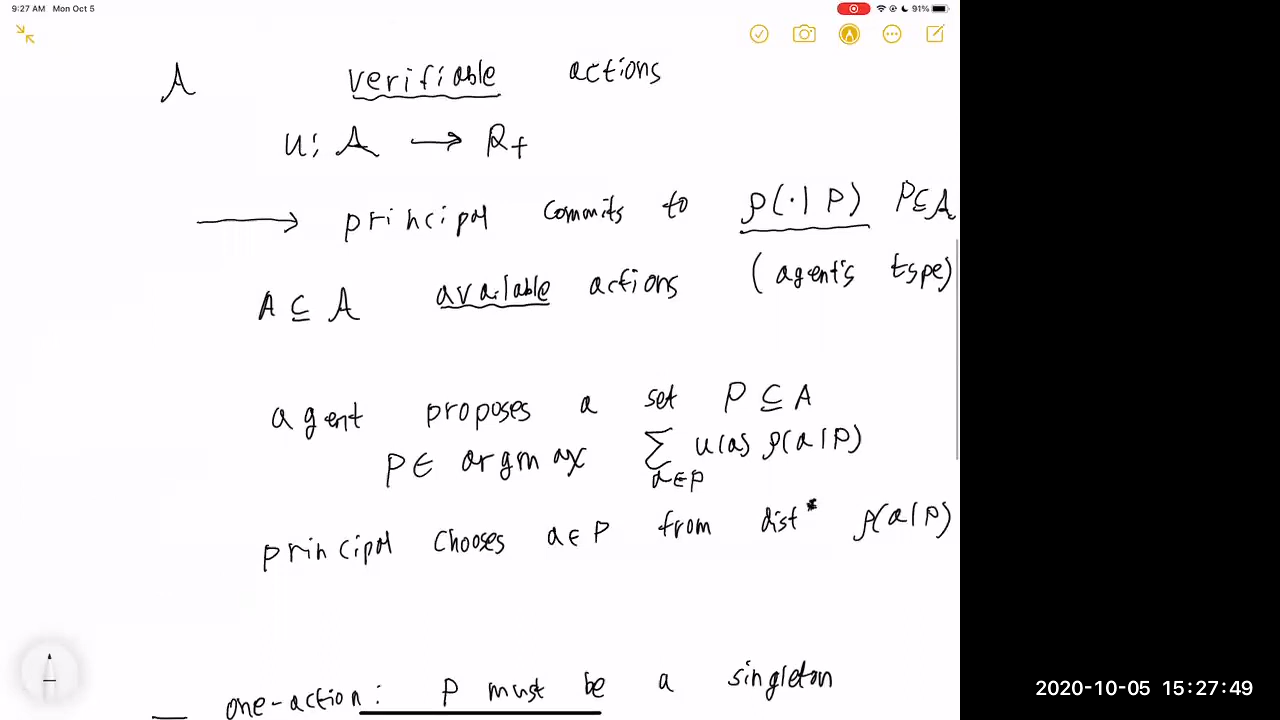 9:27 AM Mon Oct 5
91%
𝒜 verifiable actions
u: 𝒜 → R+
→ principal commits to ρ(·|P) P⊆𝒜
A ⊆ 𝒜 available actions (agent's type)
agent proposes a set P ⊆ A
P∈ argmax ∑ a∈P u(a) ρ(a|P)
principal chooses a∈P from dist* ρ(a|P)
— one-action: P must be a singleton
2020-10-05 15:27:49